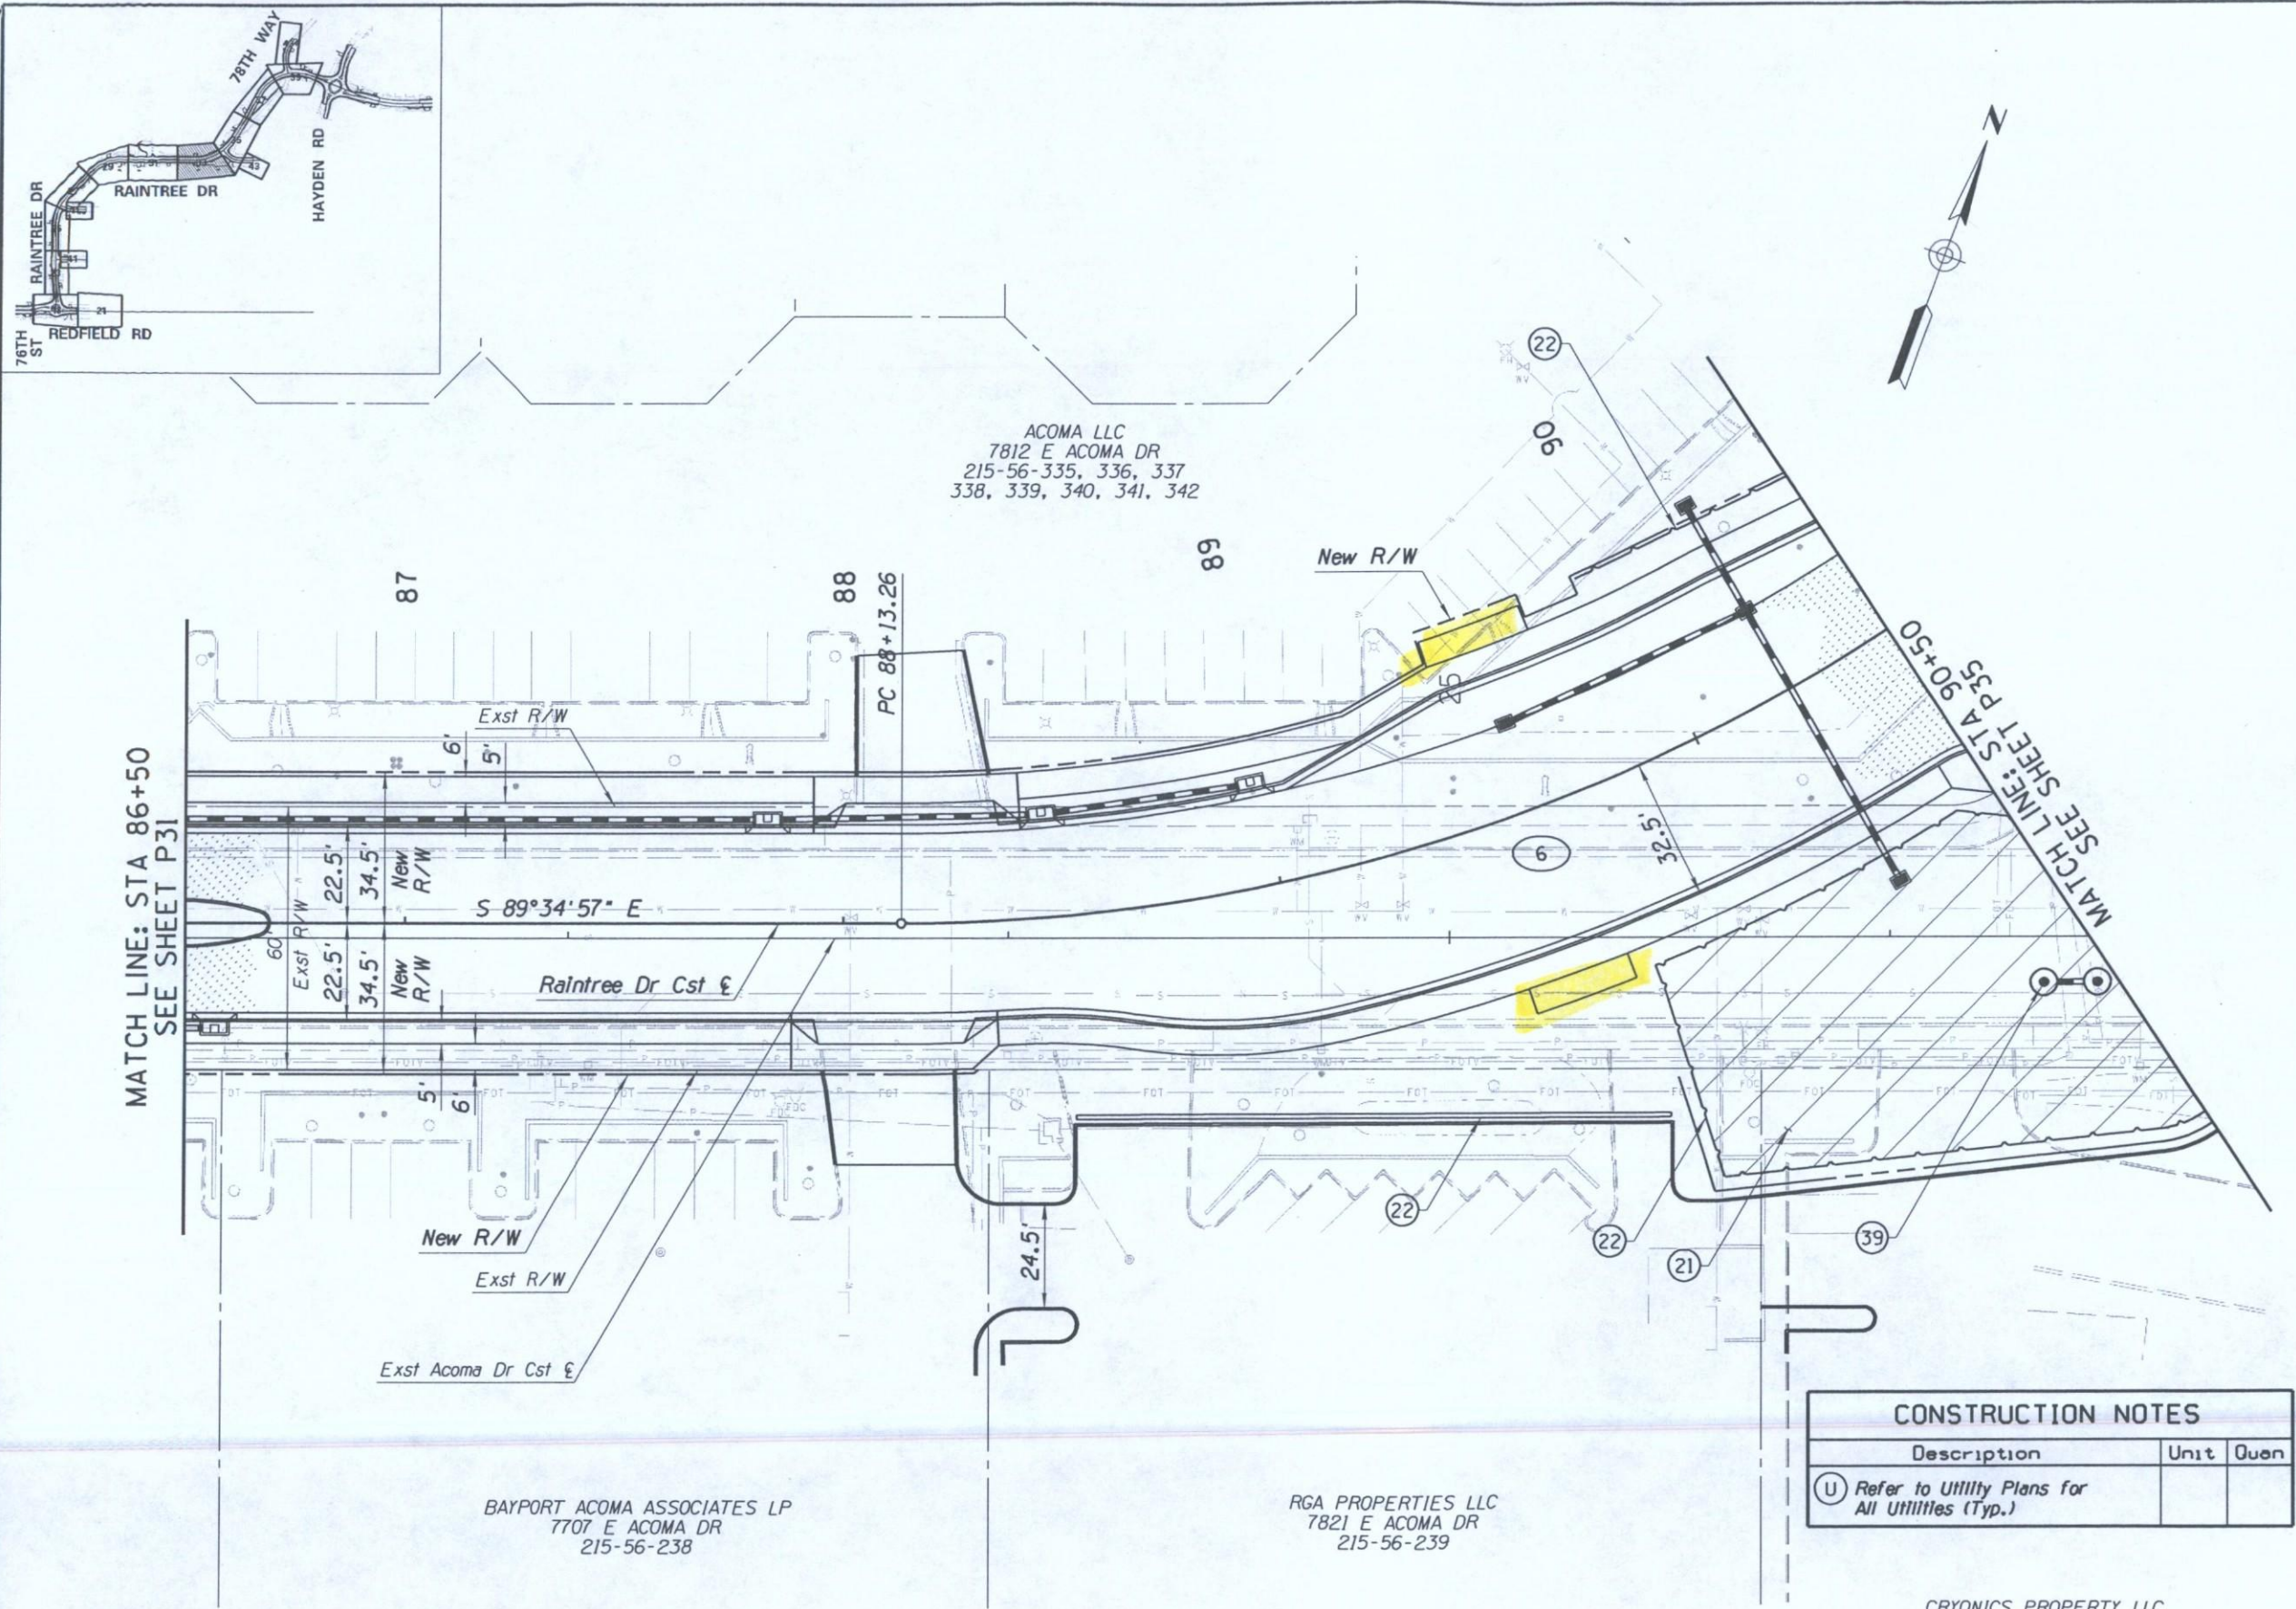 78TH WAY
HAYDEN RD
RAINTREE DR
RAINTREE DR
43
21
76TH
ST
REDFIELD RD
N
ACOMA LLC
7812 E ACOMA DR
215-56-335, 336, 337
338, 339, 340, 341, 342
22
90
87
88
89
PC 88+13.26
New R/W
25
MATCH LINE: STA 90+50
SEE SHEET P35
MATCH LINE: STA 86+50
SEE SHEET P31
Exst R/W
6'
5'
22.5'
34.5'
New
R/W
60'
Exst R/W
22.5'
34.5'
New
R/W
S 89°34'57" E
Raintree Dr Cst ℄
6
32.5'
5'
6'
New R/W
Exst R/W
Exst Acoma Dr Cst ℄
24.5'
22
22
21
39
CONSTRUCTION NOTES
Description Unit Quan
U Refer to Utility Plans for
All Utilities (Typ.)
BAYPORT ACOMA ASSOCIATES LP
7707 E ACOMA DR
215-56-238
RGA PROPERTIES LLC
7821 E ACOMA DR
215-56-239
CRYONICS PROPERTY LLC